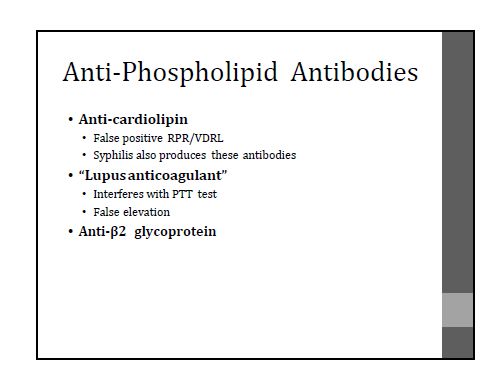 Anti-Phospholipid Antibodies
• Anti-cardiolipin
• False positive RPR/VDRL
• Syphilis also produces these antibodies
• “Lupus anticoagulant”
• Interferes with PTT test
• False elevation
• Anti-β2 glycoprotein